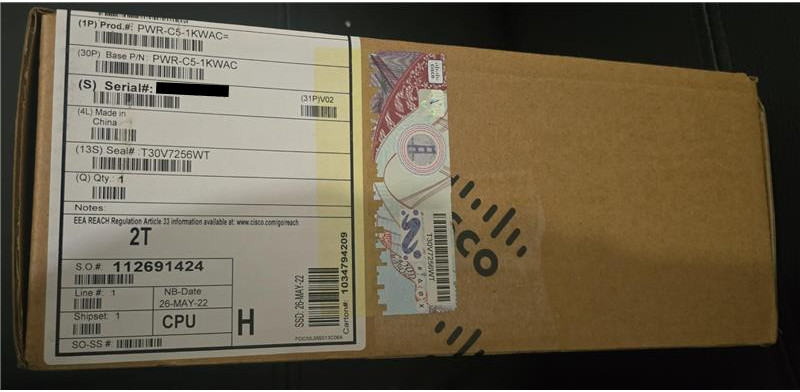 (1P) Prod.#: PWR-C5-1KWAC=
(30P) Base P/N: PWR-C5-1KWAC
(S) Serial#:
(31P)V02
(4L) Made in
China
(13S) Seal# T30V7256WT
(Q) Qty.: 1
Notes:
EEA REACH Regulation Article 33 information available at: www.cisco.com/go/reach
2T
S.O.#: 112691424
Line #: 1
NB-Date
26-MAY-22
Shipset: 1
CPU
H
SO-SS #:
SSD: 26-MAY-22
Carton#: 1034794209
T30V7256WT
cisco